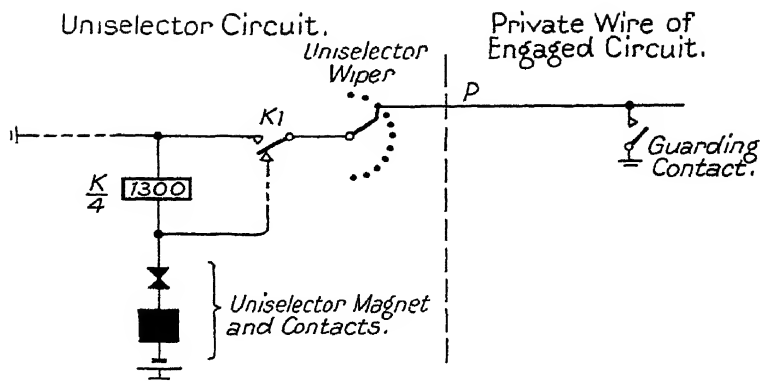 Uniselector Circuit.
Private Wire of
Engaged Circuit.
Uniselector
Wiper
P
K1
Guarding
Contact.
K
4
1300
Uniselector Magnet
and Contacts.